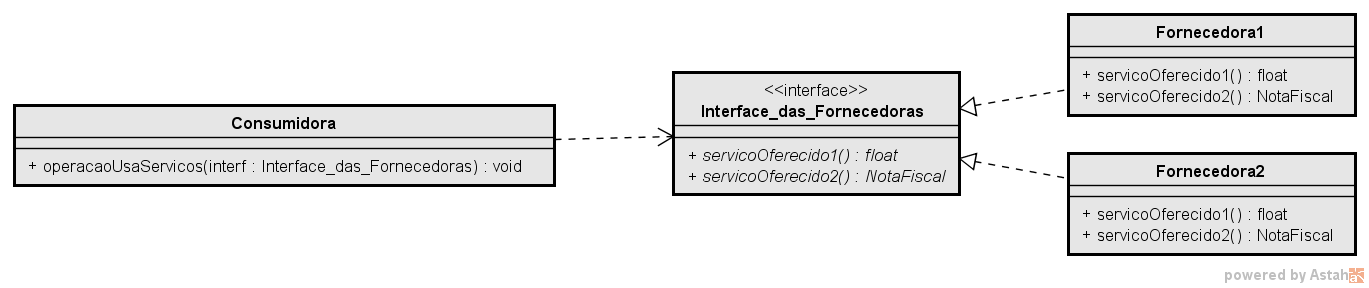 Consumidora
+ operacaoUsaServicos(interf : Interface_das_Fornecedoras) : void
<<interface>>
Interface_das_Fornecedoras
+ servicoOferecido1() : float
+ servicoOferecido2() : NotaFiscal
Fornecedora1
+ servicoOferecido1() : float
+ servicoOferecido2() : NotaFiscal
Fornecedora2
+ servicoOferecido1() : float
+ servicoOferecido2() : NotaFiscal
powered by Astah